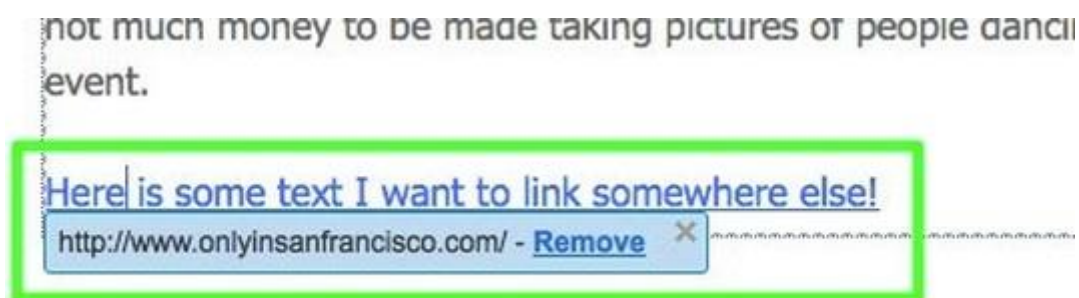 not much money to be made taking pictures of people
event.
Here is some text I want to link somewhere else!
http://www.onlyinsanfrancisco.com/ - Remove ×